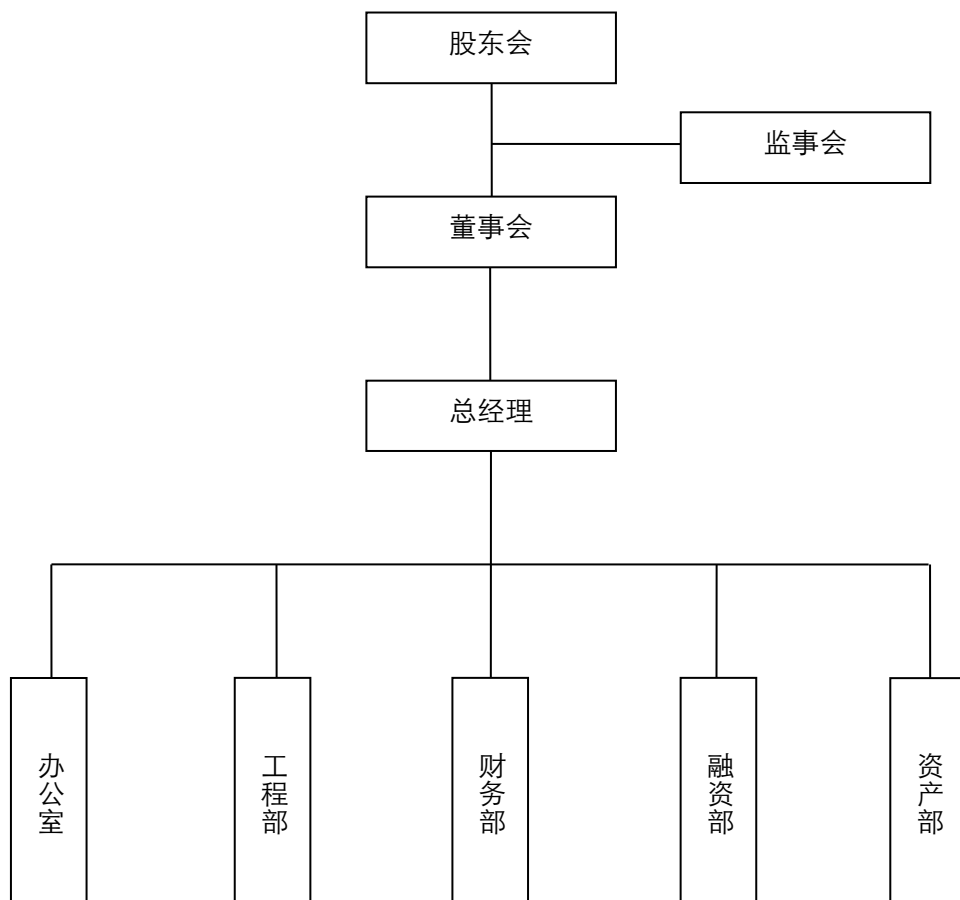 股东会
监事会
董事会
总经理
办公室
工程部
财务部
融资部
资产部